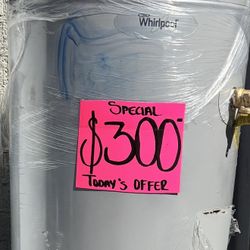 Whirlpool
SPECIAL
$300
TODAY'S OFFER